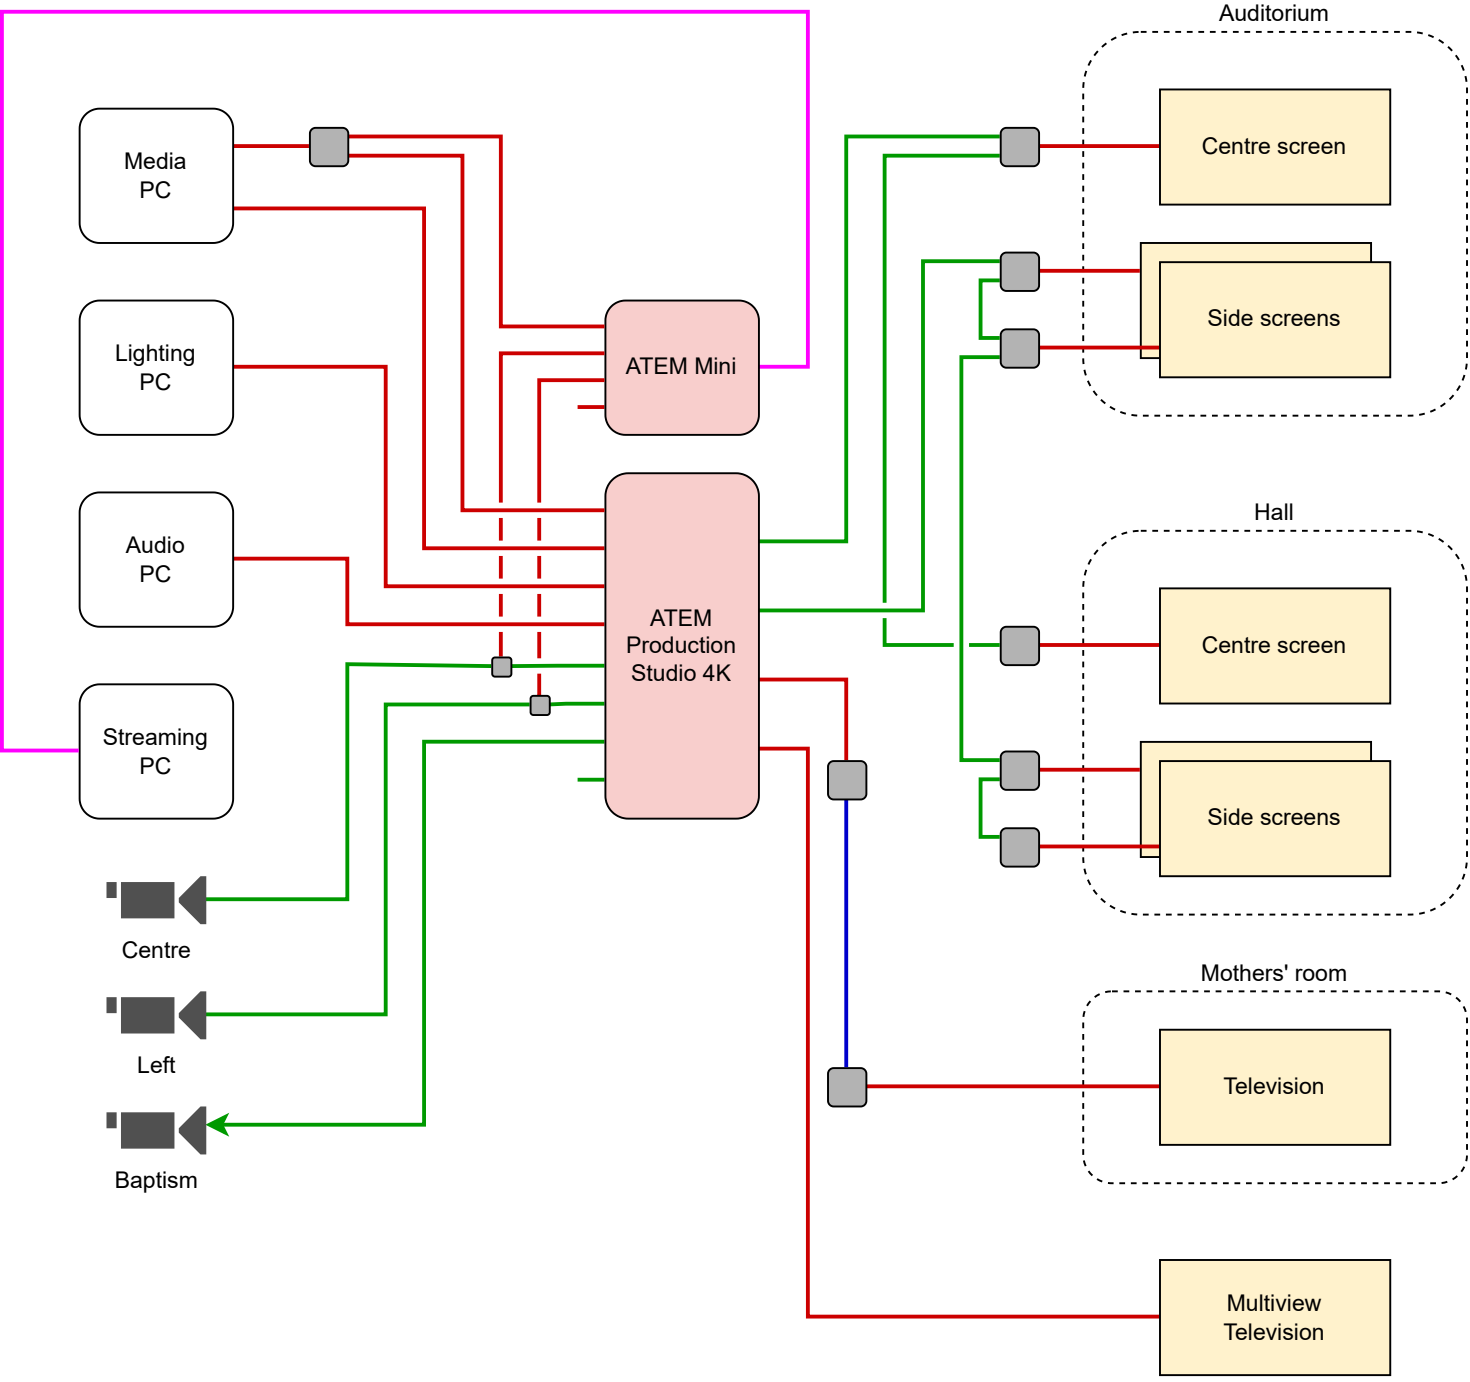 Auditorium
Media
PC
Centre screen
Side screens
Lighting
PC
ATEM Mini
Audio
PC
Hall
ATEM
Production
Studio 4K
Centre screen
Streaming
PC
Side screens
Centre
Mothers' room
Left
Television
Baptism
Multiview
Television